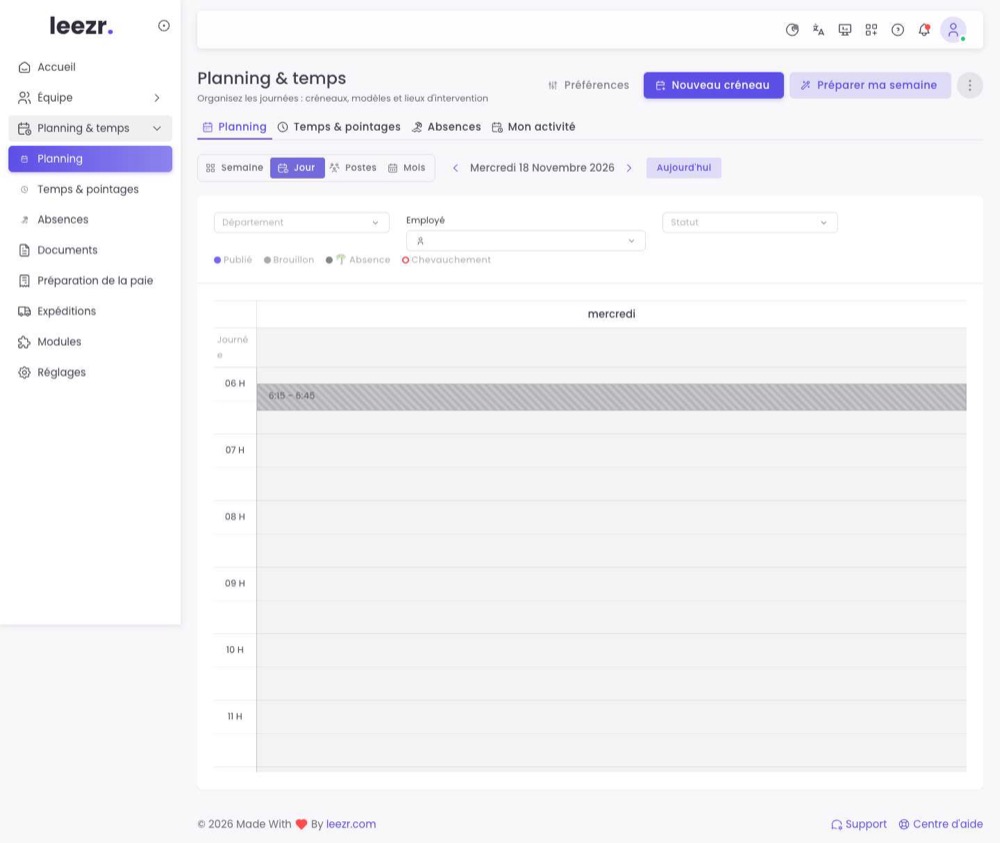 leezr.
Accueil
Équipe
Planning & temps
Planning
Temps & pointages
Absences
Documents
Préparation de la paie
Expéditions
Modules
Réglages
Planning & temps
Organisez les journées : créneaux, modèles et lieux d'intervention
Préférences
Nouveau créneau
Préparer ma semaine
Planning
Temps & pointages
Absences
Mon activité
Semaine
Jour
Postes
Mois
Mercredi 18 Novembre 2026
Aujourd'hui
Département
Employé
Statut
Publié
Brouillon
Absence
Chevauchement
mercredi
Journé
e
06 H
6:15 - 6:45
07 H
08 H
09 H
10 H
11 H
© 2026 Made With ❤ By leezr.com
Support
Centre d'aide